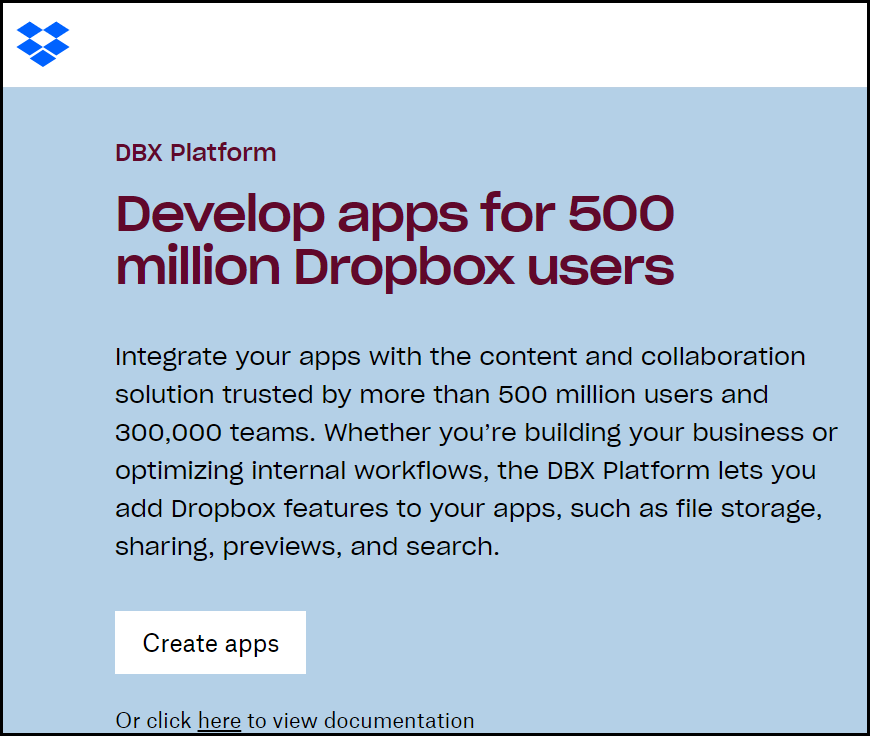 DBX Platform
Develop apps for 500
million Dropbox users
Integrate your apps with the content and collaboration
solution trusted by more than 500 million users and
300,000 teams. Whether you’re building your business or
optimizing internal workflows, the DBX Platform lets you
add Dropbox features to your apps, such as file storage,
sharing, previews, and search.
Create apps
Or click here to view documentation